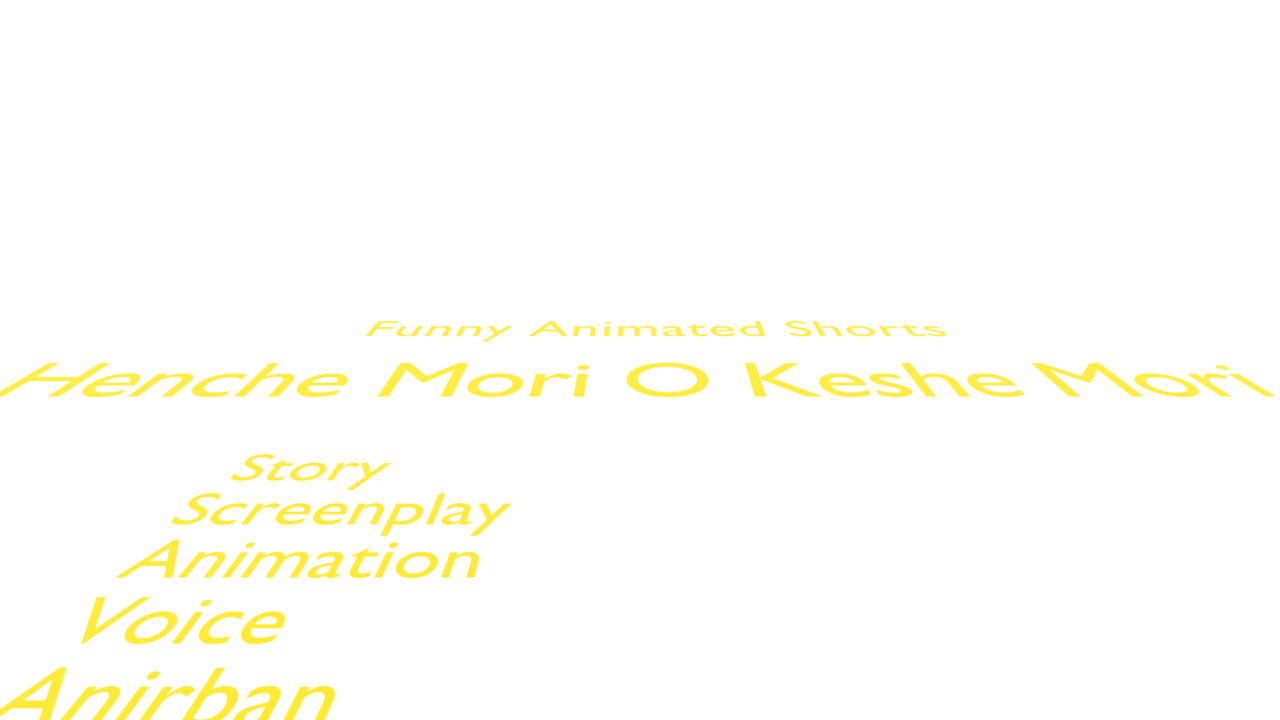 Funny Animated Shorts
Henche Mori O Keshe Mori
Story
Screenplay
Animation
Voice
Anirban